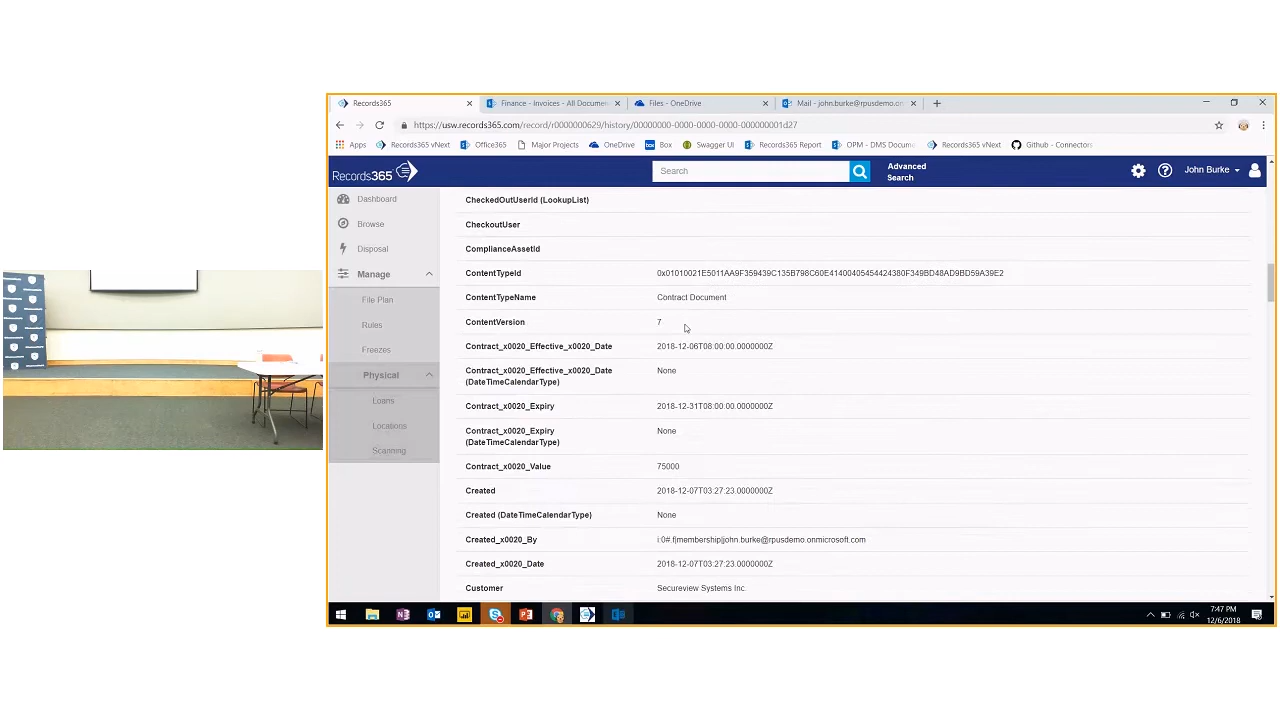 Records365
Finance - Invoices - All Documen
Files - OneDrive
Mail - john.burke@rpusdemo.on
https://usw.records365.com/record/r0000000629/history/00000000-0000-0000-0000-000000001d27
Apps
Records365 vNext
Office365
Major Projects
OneDrive
Box
Swagger UI
Records365 Report
OPM - DMS Docum
Records365 vNext
Github - Connectors
Records365
Search
Advanced
Search
John Burke
Dashboard
Browse
Disposal
Manage
File Plan
Rules
Freezes
Physical
Loans
Locations
Scanning
CheckedOutUserId (LookupList)
CheckoutUser
ComplianceAssetId
ContentTypeId 0x01010021E5011AA9F359439C135B798C60E41400405454424380F349BD48AD9BD59A39E2
ContentTypeName Contract Document
ContentVersion 7
Contract_x0020_Effective_x0020_Date 2018-12-06T08:00:00.0000000Z
Contract_x0020_Effective_x0020_Date None
(DateTimeCalendarType)
Contract_x0020_Expiry 2018-12-31T08:00:00.0000000Z
Contract_x0020_Expiry None
(DateTimeCalendarType)
Contract_x0020_Value 75000
Created 2018-12-07T03:27:23.0000000Z
Created (DateTimeCalendarType) None
Created_x0020_By i:0#.f|membership|john.burke@rpusdemo.onmicrosoft.com
Created_x0020_Date 2018-12-07T03:27:23.0000000Z
Customer Secureview Systems Inc.
7:47 PM
12/6/2018